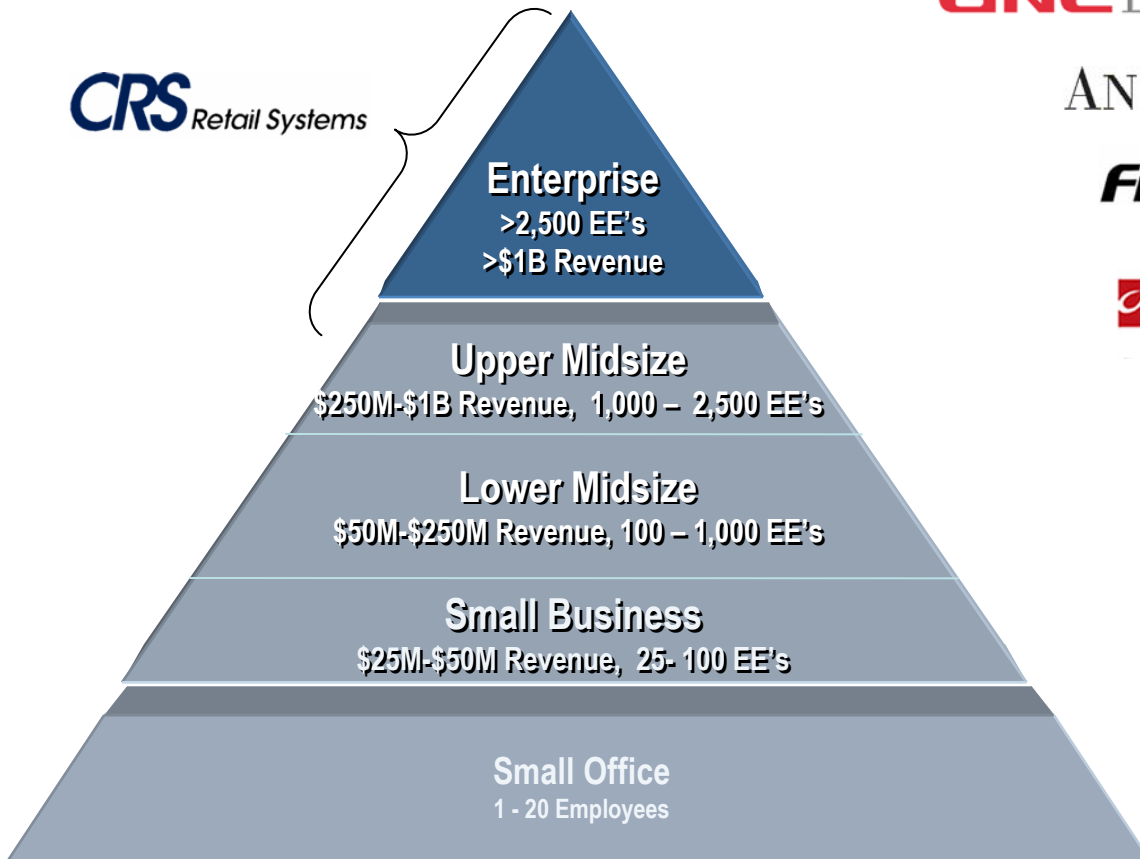 CRS Retail Systems
Enterprise
>2,500 EE's
>$1B Revenue
Upper Midsize
$250M-$1B Revenue, 1,000 – 2,500 EE's
Lower Midsize
$50M-$250M Revenue, 100 – 1,000 EE's
Small Business
$25M-$50M Revenue, 25- 100 EE's
Small Office
1 - 20 Employees